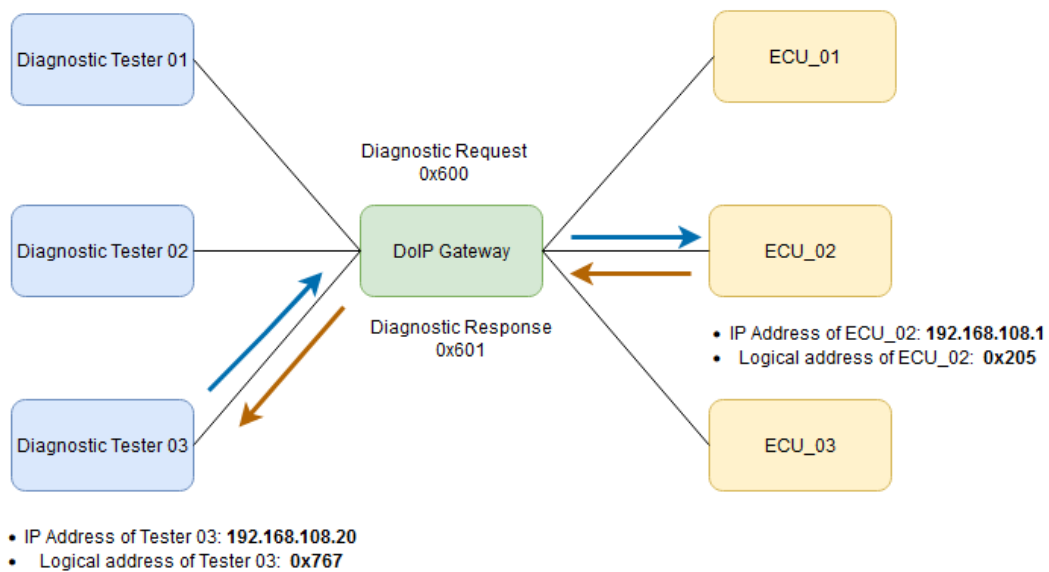 Diagnostic Tester 01
ECU_01
Diagnostic Request
0x600
Diagnostic Tester 02
DoIP Gateway
ECU_02
Diagnostic Response
0x601
• IP Address of ECU_02: 192.168.108.1
• Logical address of ECU_02: 0x205
Diagnostic Tester 03
ECU_03
• IP Address of Tester 03: 192.168.108.20
• Logical address of Tester 03: 0x767